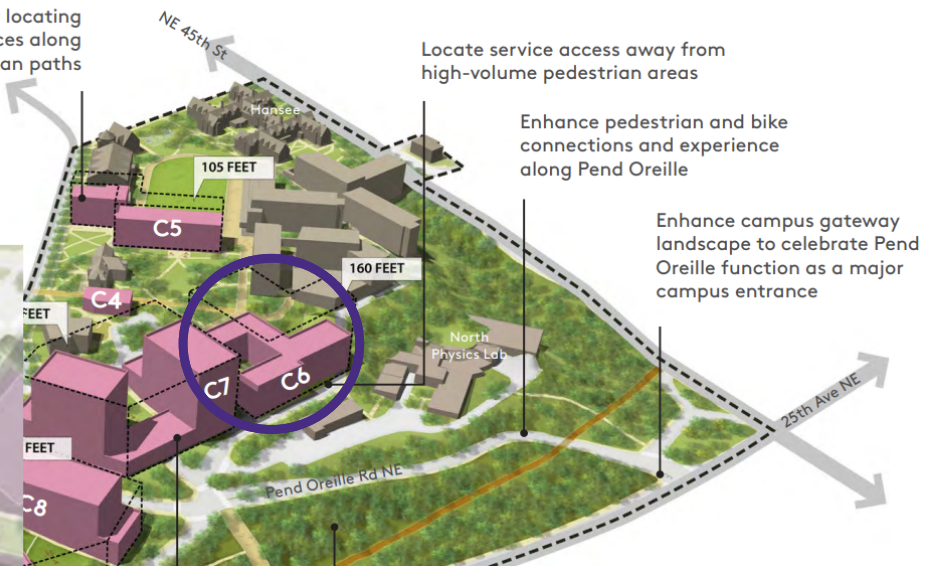 locating
ces along
an paths
NE 45th St
Locate service access away from
high-volume pedestrian areas
Hansee
Enhance pedestrian and bike
connections and experience
along Pend Oreille
105 FEET
C5
Enhance campus gateway
landscape to celebrate Pend
Oreille function as a major
campus entrance
160 FEET
C4
FEET
North
Physics Lab
C7
C6
25th Ave NE
FEET
Pend Oreille Rd NE
C8